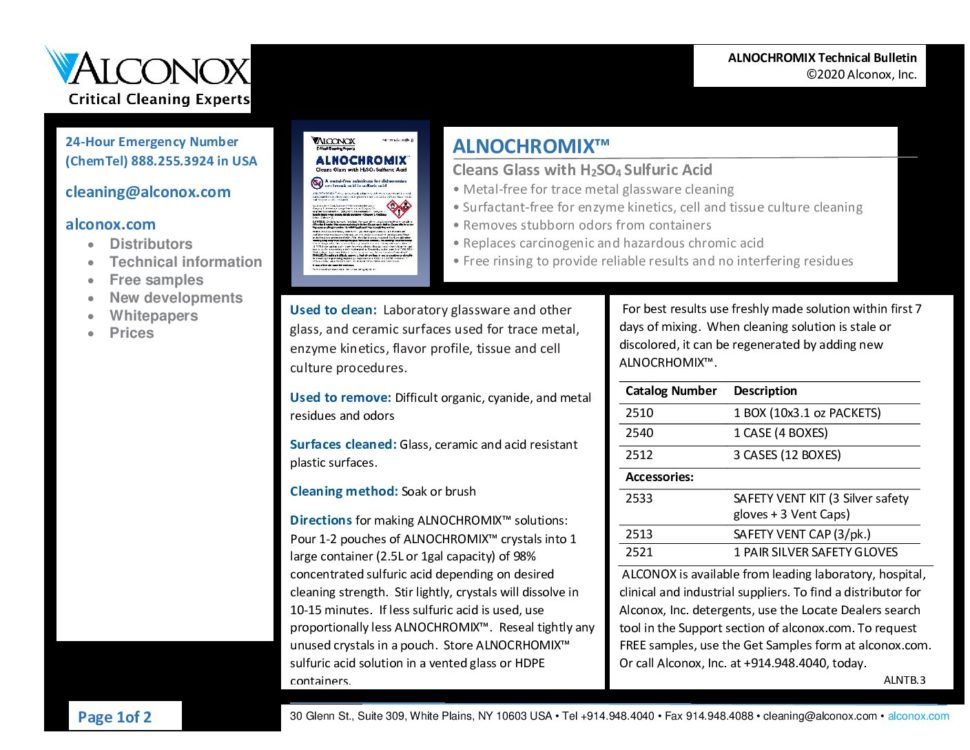 ALCONOX
Critical Cleaning Experts
ALNOCHROMIX Technical Bulletin
©2020 Alconox, Inc.
24-Hour Emergency Number
(ChemTel) 888.255.3924 in USA
cleaning@alconox.com
alconox.com
• Distributors
• Technical information
• Free samples
• New developments
• Whitepapers
• Prices
ALCONOX
Critical Cleaning Experts
ALNOCHROMIX
Cleans Glass with H₂SO₄ Sulfuric Acid
ALNOCHROMIX™
Cleans Glass with H₂SO₄ Sulfuric Acid
• Metal-free for trace metal glassware cleaning
• Surfactant-free for enzyme kinetics, cell and tissue culture cleaning
• Removes stubborn odors from containers
• Replaces carcinogenic and hazardous chromic acid
• Free rinsing to provide reliable results and no interfering residues
Used to clean: Laboratory glassware and other
glass, and ceramic surfaces used for trace metal,
enzyme kinetics, flavor profile, tissue and cell
culture procedures.
Used to remove: Difficult organic, cyanide, and metal
residues and odors
Surfaces cleaned: Glass, ceramic and acid resistant
plastic surfaces.
Cleaning method: Soak or brush
Directions for making ALNOCHROMIX™ solutions:
Pour 1-2 pouches of ALNOCHROMIX™ crystals into 1
large container (2.5L or 1gal capacity) of 98%
concentrated sulfuric acid depending on desired
cleaning strength. Stir lightly, crystals will dissolve in
10-15 minutes. If less sulfuric acid is used, use
proportionally less ALNOCHROMIX™. Reseal tightly any
unused crystals in a pouch. Store ALNOCRHOMIX™
sulfuric acid solution in a vented glass or HDPE
containers.
For best results use freshly made solution within first 7
days of mixing. When cleaning solution is stale or
discolored, it can be regenerated by adding new
ALNOCRHOMIX™.
Catalog Number Description
2510 1 BOX (10x3.1 oz PACKETS)
2540 1 CASE (4 BOXES)
2512 3 CASES (12 BOXES)
Accessories:
2533 SAFETY VENT KIT (3 Silver safety
gloves + 3 Vent Caps)
2513 SAFETY VENT CAP (3/pk.)
2521 1 PAIR SILVER SAFETY GLOVES
ALCONOX is available from leading laboratory, hospital,
clinical and industrial suppliers. To find a distributor for
Alconox, Inc. detergents, use the Locate Dealers search
tool in the Support section of alconox.com. To request
FREE samples, use the Get Samples form at alconox.com.
Or call Alconox, Inc. at +914.948.4040, today.
ALNTB.3
Page 1of 2
30 Glenn St., Suite 309, White Plains, NY 10603 USA • Tel +914.948.4040 • Fax 914.948.4088 • cleaning@alconox.com • alconox.com